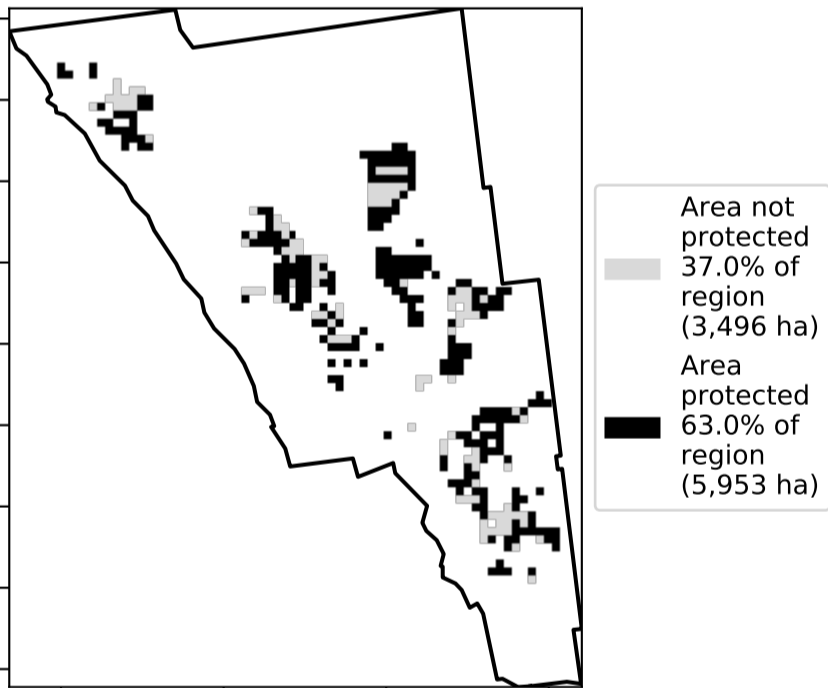 Area not
protected
37.0% of
region
(3,496 ha)
Area
protected
63.0% of
region
(5,953 ha)